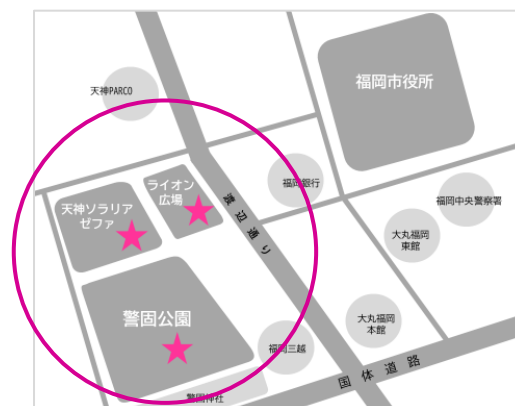 天神PARCO
福岡市役所
ライオン
広場
福岡銀行
天神ソラリア
ゼファ
渡辺通り
福岡中央警察署
大丸福岡
東館
警固公園
大丸福岡
本館
福岡三越
国体道路
警固神社